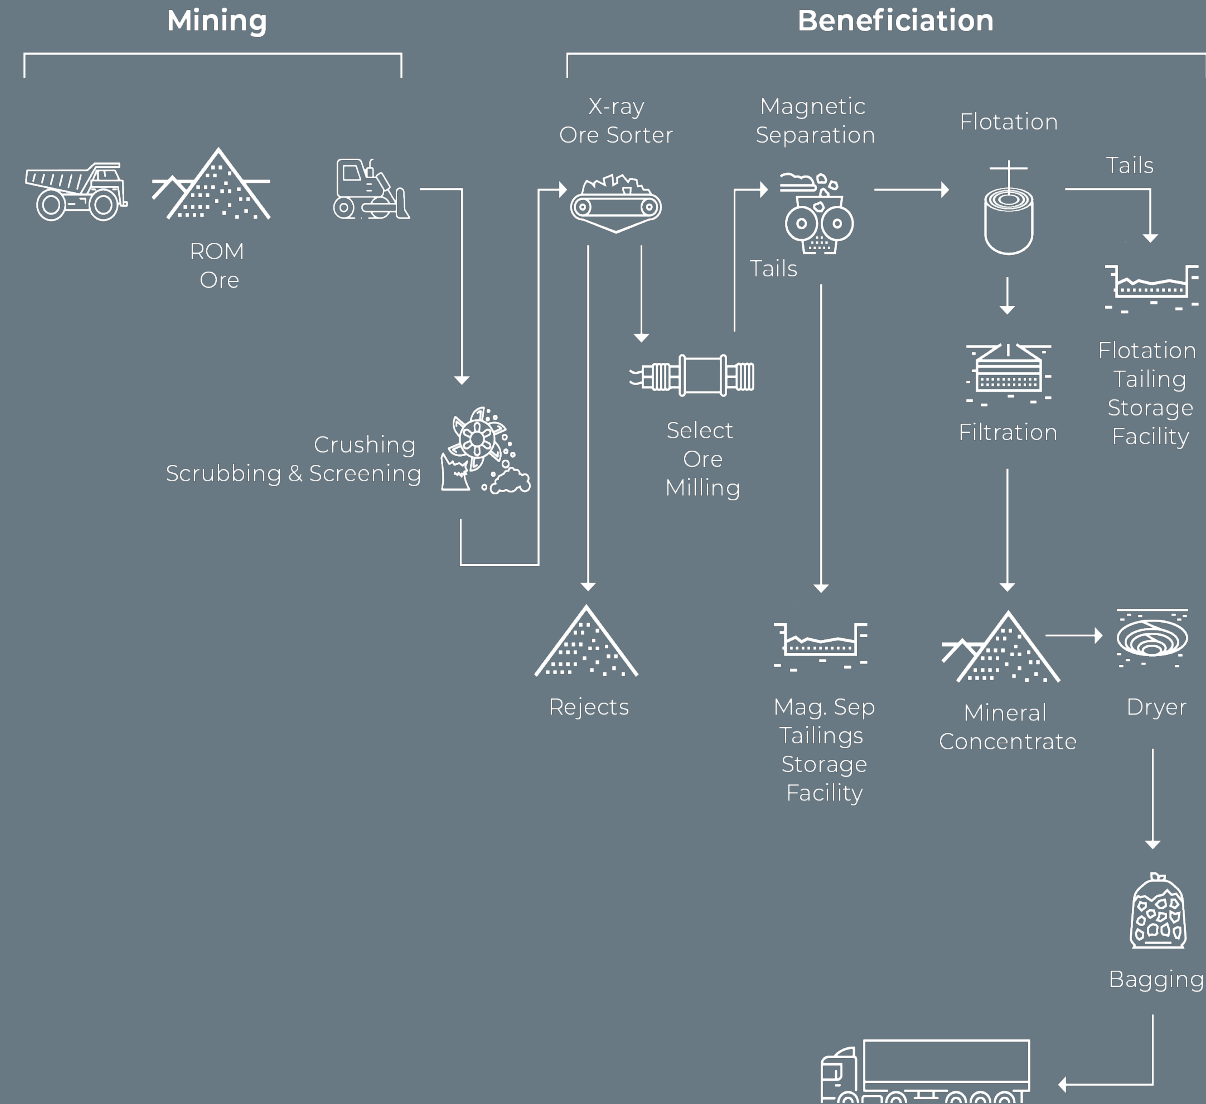 Mining
Beneficiation
X-ray
Ore Sorter
Magnetic
Separation
Flotation
Tails
ROM
Ore
Tails
Flotation
Tailing
Storage
Facility
Select
Ore
Milling
Filtration
Crushing
Scrubbing & Screening
Rejects
Mag. Sep
Tailings
Storage
Facility
Mineral
Concentrate
Dryer
Bagging